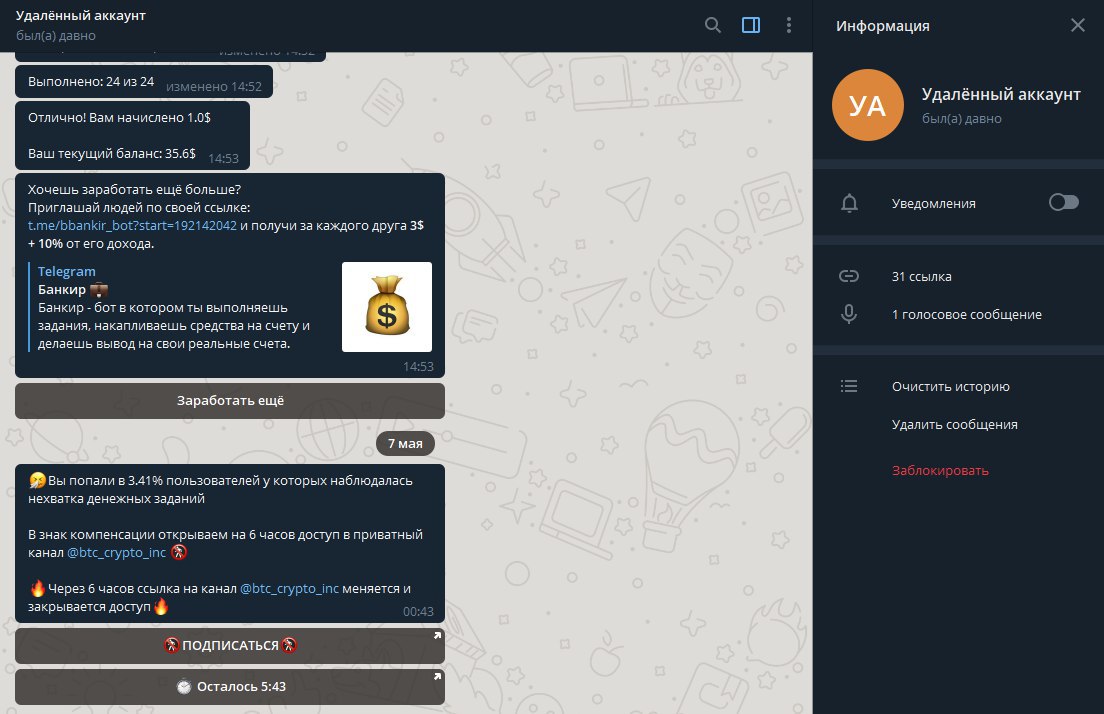 Удалённый аккаунт
был(а) давно
изменено 14:52
Выполнено: 24 из 24 изменено 14:52
Отлично! Вам начислено 1.0$
Ваш текущий баланс: 35.6$ 14:53
Хочешь заработать ещё больше?
Приглашай людей по своей ссылке:
t.me/bbankir_bot?start=192142042 и получи за каждого друга 3$
+ 10% от его дохода.
Telegram
Банкир
Банкир - бот в котором ты выполняешь
задания, накапливаешь средства на счету и
делаешь вывод на свои реальные счета.
$
14:53
Заработать ещё
7 мая
Вы попали в 3.41% пользователей у которых наблюдалась
нехватка денежных заданий
В знак компенсации открываем на 6 часов доступ в приватный
канал @btc_crypto_inc
Через 6 часов ссылка на канал @btc_crypto_inc меняется и
закрывается доступ
00:43
ПОДПИСАТЬСЯ
Осталось 5:43
Информация
УА
Удалённый аккаунт
был(а) давно
Уведомления
31 ссылка
1 голосовое сообщение
Очистить историю
Удалить сообщения
Заблокировать